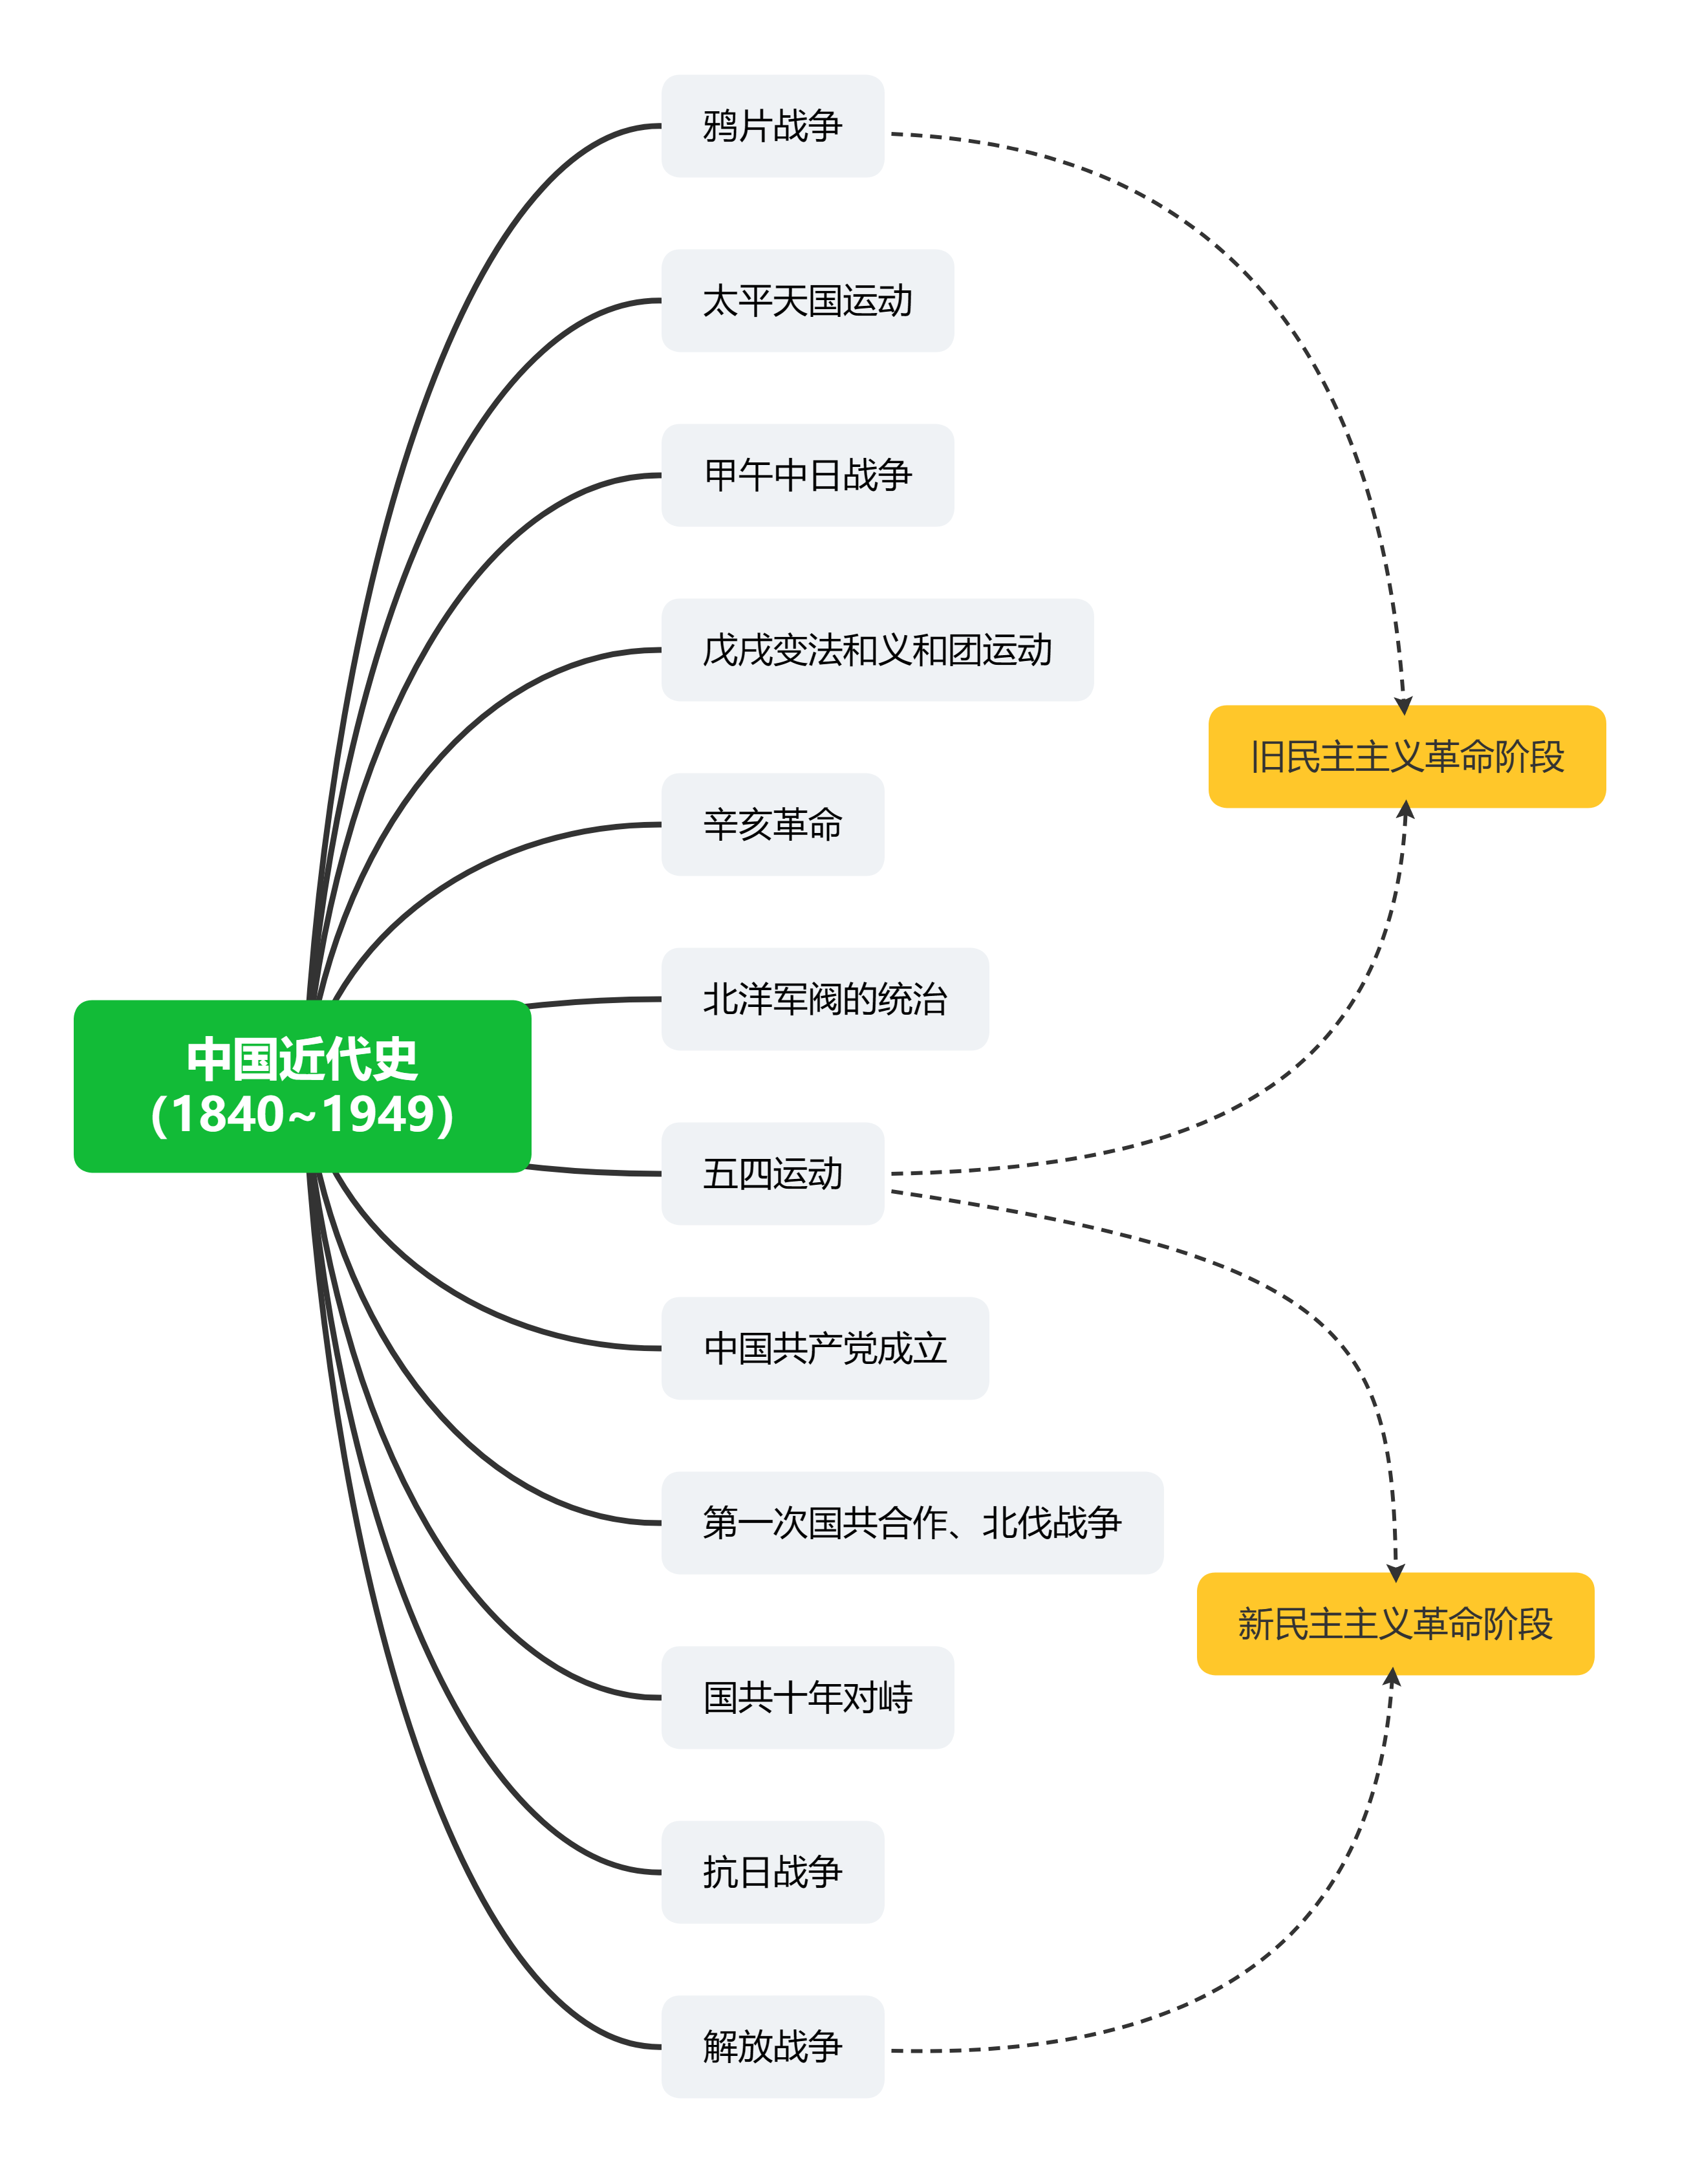 鸦片战争
太平天国运动
甲午中日战争
戊戌变法和义和团运动
旧民主主义革命阶段
辛亥革命
北洋军阀的统治
中国近代史
(1840~1949)
五四运动
中国共产党成立
第一次国共合作、北伐战争
新民主主义革命阶段
国共十年对峙
抗日战争
解放战争